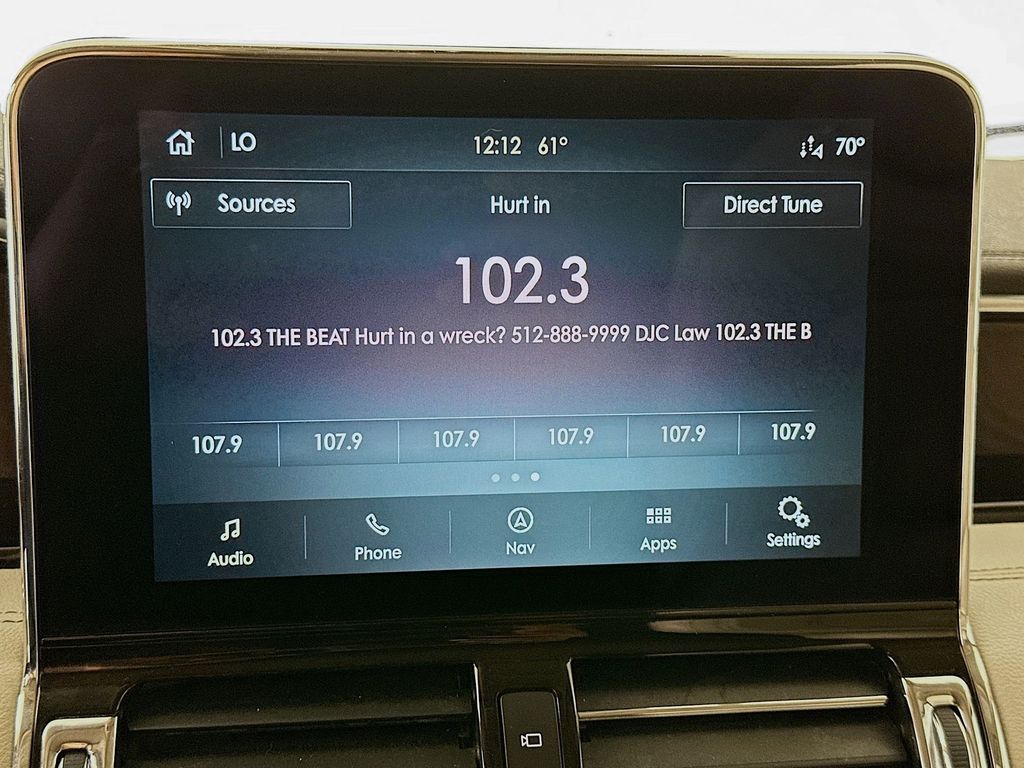 LO 12:12 61° 70°
Sources Hurt in Direct Tune
102.3
102.3 THE BEAT Hurt in a wreck? 512-888-9999 DJC Law 102.3 THE B
107.9 107.9 107.9 107.9 107.9 107.9
Audio Phone Nav Apps Settings